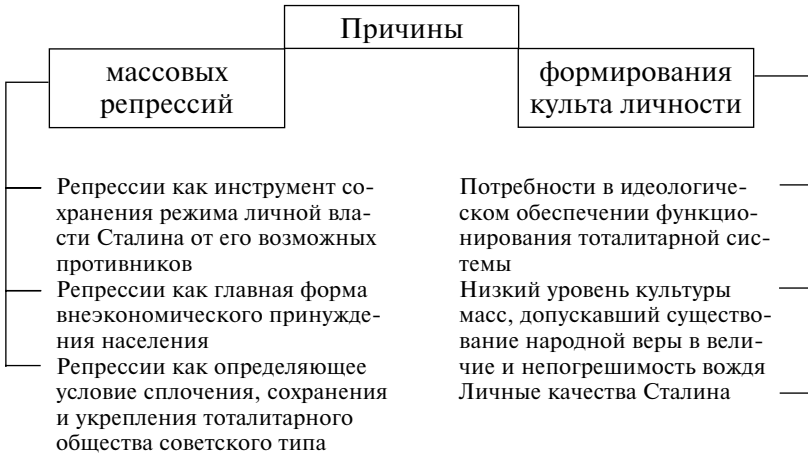 Причины
массовых
репрессий
Репрессии как инструмент со-
хранения режима личной вла-
сти Сталина от его возможных
противников
Репрессии как главная форма
внеэкономического принужде-
ния населения
Репрессии как определяющее
условие сплочения, сохранения
и укрепления тоталитарного
общества советского типа
формирования
культа личности
Потребности в идеологиче-
ском обеспечении функцио-
нирования тоталитарной сис-
темы
Низкий уровень культуры
масс, допускавший существо-
вание народной веры в вели-
чие и непогрешимость вождя
Личные качества Сталина